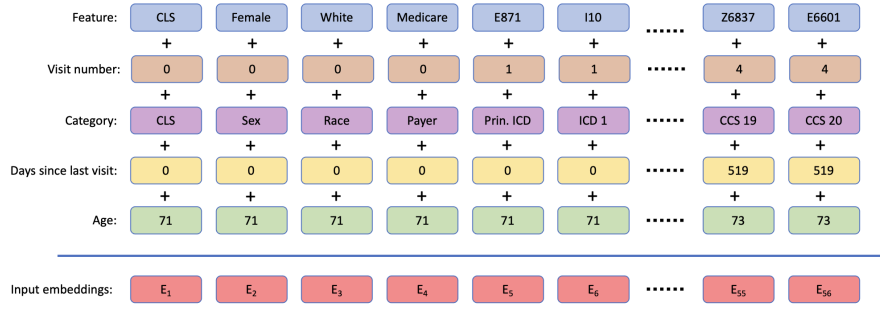 Feature: CLS Female White Medicare E871 I10 ...... Z6837 E6601
+ + + + + + + +
Visit number: 0 0 0 0 1 1 ...... 4 4
+ + + + + + + +
Category: CLS Sex Race Payer Prin. ICD ICD 1 ...... CCS 19 CCS 20
+ + + + + + + +
Days since last visit: 0 0 0 0 0 0 ...... 519 519
+ + + + + + + +
Age: 71 71 71 71 71 71 ...... 73 73
Input embeddings: E1 E2 E3 E4 E5 E6 ...... E55 E56